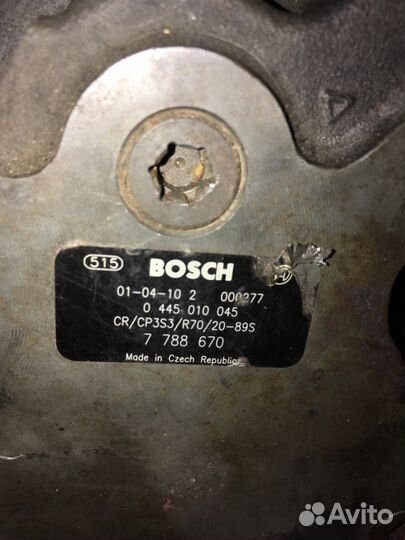 515 BOSCH
01-04-10 2 000277
0 445 010 045
CR/CP3S3/R70/20-89S
7 788 670
Made in Czech Republic
Avito